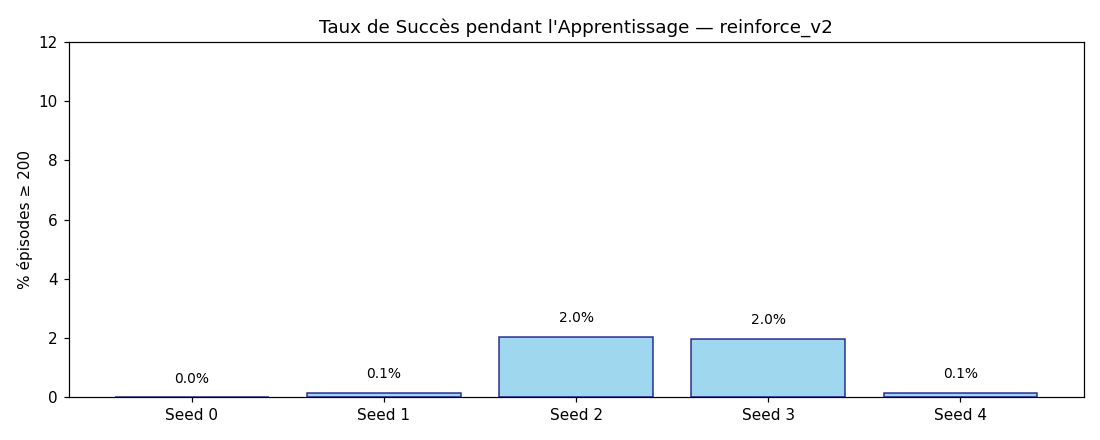 Taux de Succès pendant l'Apprentissage — reinforce_v2
% épisodes ≥ 200
12
10
8
6
4
2
0
0.0%
0.1%
2.0%
2.0%
0.1%
Seed 0
Seed 1
Seed 2
Seed 3
Seed 4